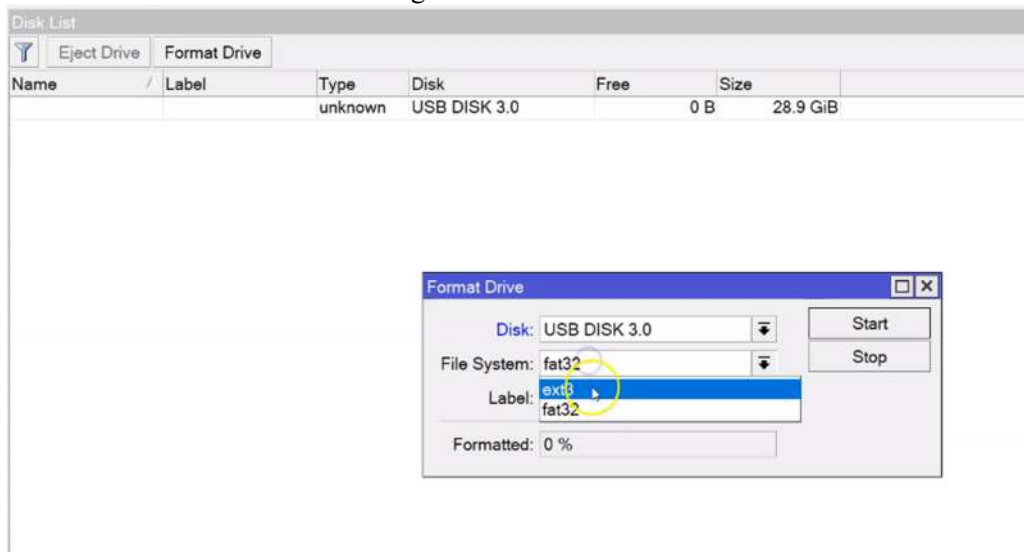 Disk List
Eject Drive Format Drive
Name / Label Type Disk Free Size
unknown USB DISK 3.0 0 B 28.9 GiB
Format Drive
Disk: USB DISK 3.0 Start
File System: fat32 Stop
Label: ext3
fat32
Formatted: 0 %